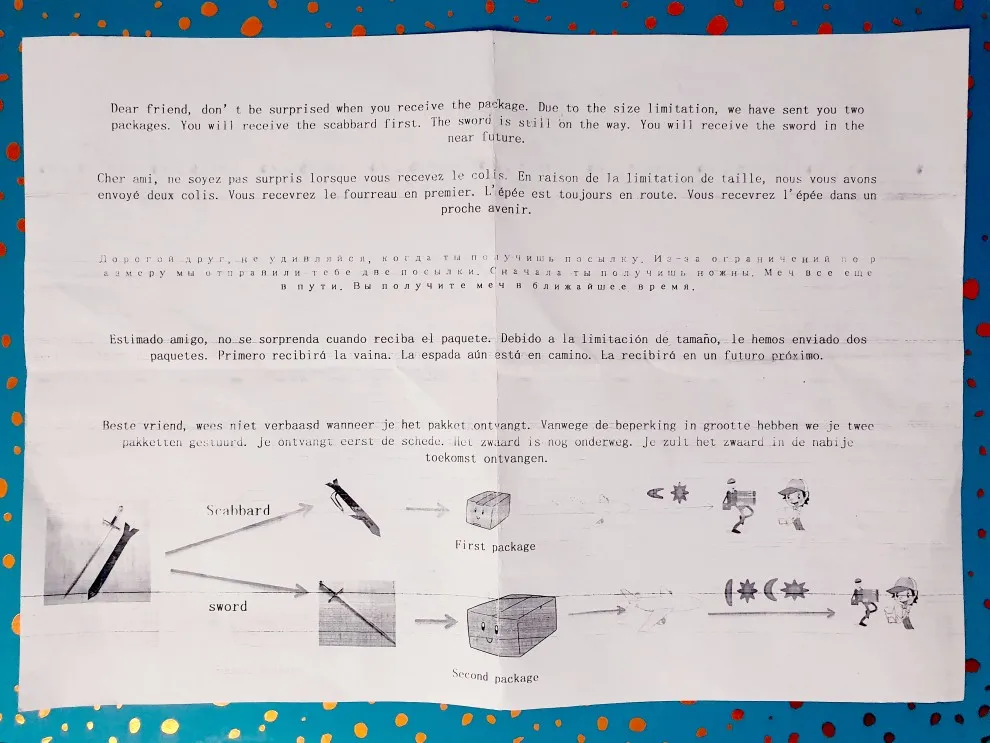 Dear friend, don't be surprised when you receive the package. Due to the size limitation, we have sent you two
packages. You will receive the scabbard first. The sword is still on the way. You will receive the sword in the
near future.
Cher ami, ne soyez pas surpris lorsque vous recevez le colis. En raison de la limitation de taille, nous vous avons
envoyé deux colis. Vous recevrez le fourreau en premier. L'épée est toujours en route. Vous recevrez l'épée dans un
proche avenir.
Дорогой друг, не удивляйся, когда ты получишь посылку. Из-за ограничений по р
азмеру мы отправили тебе две посылки. Сначала ты получишь ножны. Меч все еще
в пути. Вы получите меч в ближайшее время.
Estimado amigo, no se sorprenda cuando reciba el paquete. Debido a la limitación de tamaño, le hemos enviado dos
paquetes. Primero recibirá la vaina. La espada aún está en camino. La recibirá en un futuro próximo.
Beste vriend, wees niet verbaasd wanneer je het pakket ontvangt. Vanwege de beperking in grootte hebben we je twee
pakketten gestuurd. je ontvangt eerst de schede. Het zwaard is nog onderweg. Je zult het zwaard in de nabije
toekomst ontvangen.
Scabbard
First package
sword
Second package